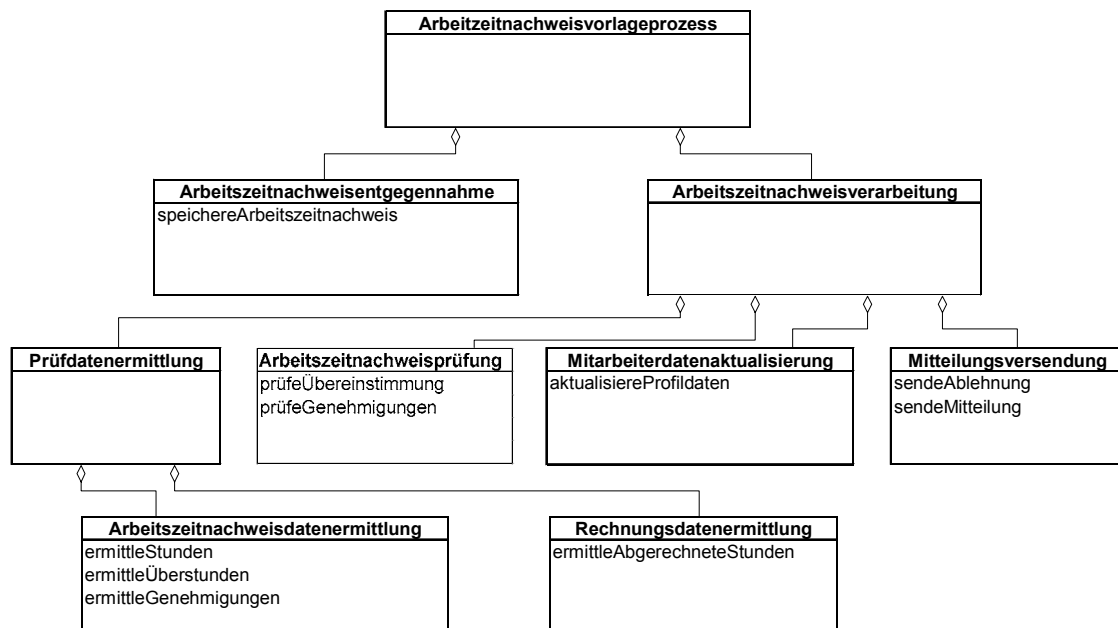 Arbeitzeitnachweisvorlageprozess
Arbeitszeitnachweisentgegennahme
speichereArbeitszeitnachweis
Arbeitszeitnachweisverarbeitung
Prüfdatenermittlung
Arbeitszeitnachweisprüfung
prüfeÜbereinstimmung
prüfeGenehmigungen
Mitarbeiterdatenaktualisierung
aktualisiereProfildaten
Mitteilungsversendung
sendeAblehnung
sendeMitteilung
Arbeitszeitnachweisdatenermittlung
ermittleStunden
ermittleÜberstunden
ermittleGenehmigungen
Rechnungsdatenermittlung
ermittleAbgerechneteStunden